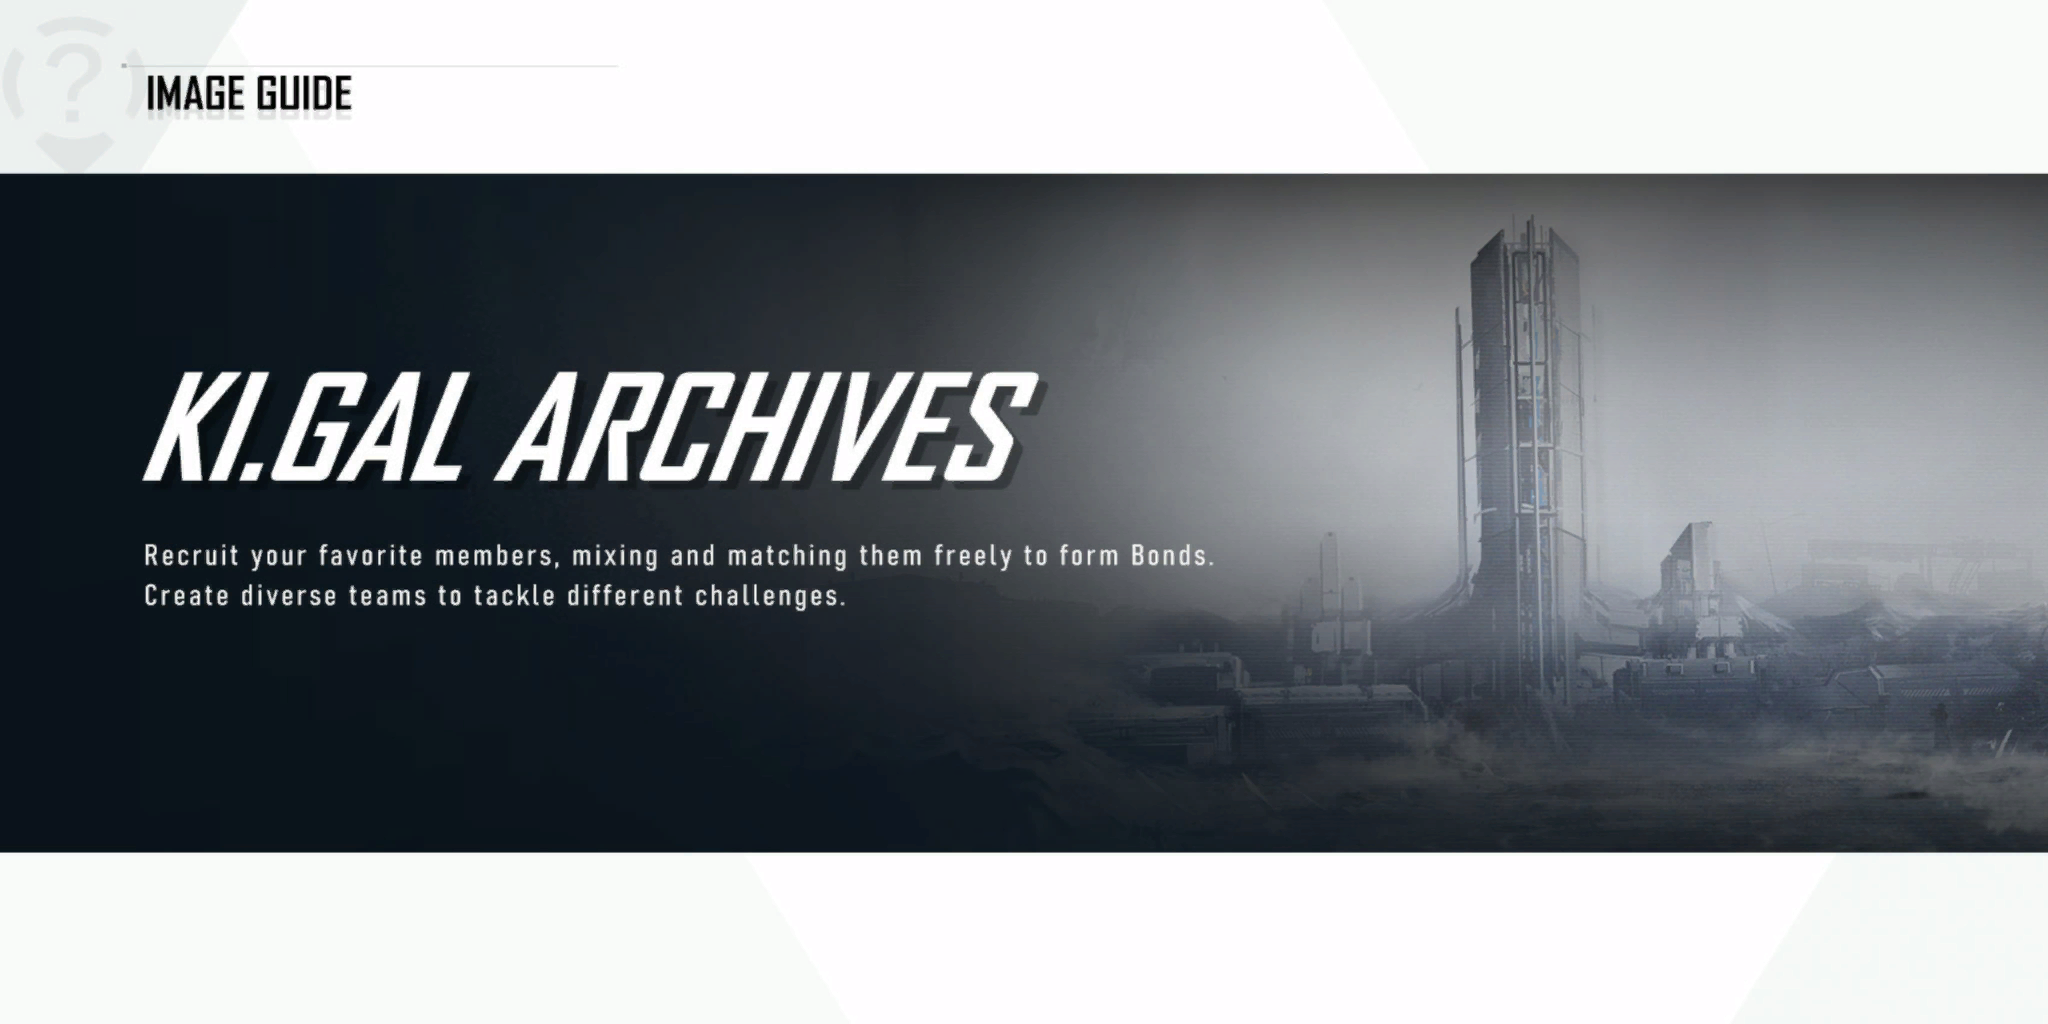 IMAGE GUIDE
KI.GAL ARCHIVES
Recruit your favorite members, mixing and matching them freely to form Bonds.
Create diverse teams to tackle different challenges.